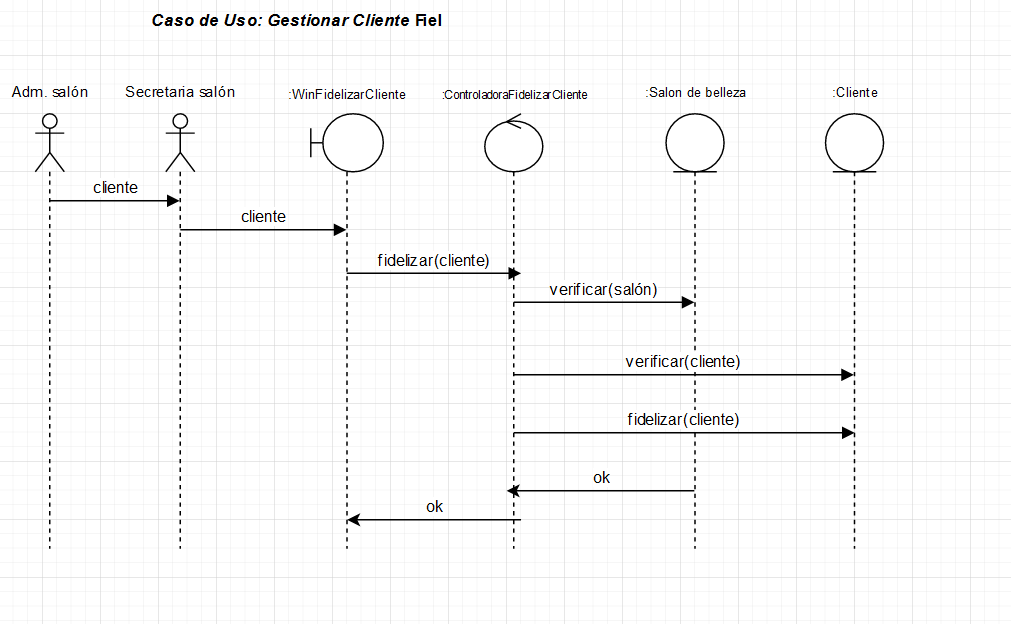 Caso de Uso: Gestionar Cliente Fiel
Adm. salón
Secretaria salón
:WinFidelizarCliente
:ControladoraFidelizarCliente
:Salon de belleza
:Cliente
cliente
cliente
fidelizar(cliente)
verificar(salón)
verificar(cliente)
fidelizar(cliente)
ok
ok